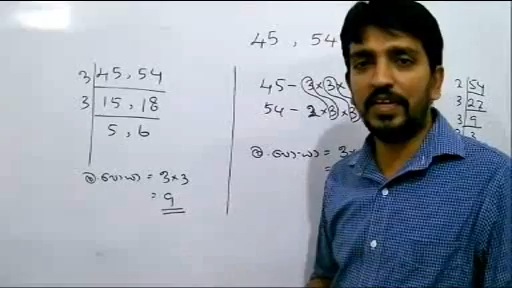 45 , 54
3 45, 54
3 15, 18
5, 6
ഉ.സാ.ഘ = 3×3
= 9
45 - 3×3×
54 - 2×3×3
ഉ.സാ.ഘ = 3×
=
2 54
3 27
3 9
3